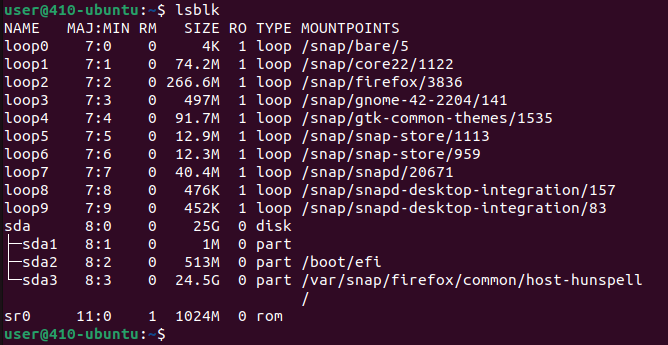 user@410-ubuntu:~$ lsblk
NAME   MAJ:MIN RM   SIZE RO TYPE MOUNTPOINTS
loop0    7:0    0     4K  1 loop /snap/bare/5
loop1    7:1    0  74.2M  1 loop /snap/core22/1122
loop2    7:2    0 266.6M  1 loop /snap/firefox/3836
loop3    7:3    0   497M  1 loop /snap/gnome-42-2204/141
loop4    7:4    0  91.7M  1 loop /snap/gtk-common-themes/1535
loop5    7:5    0  12.9M  1 loop /snap/snap-store/1113
loop6    7:6    0  12.3M  1 loop /snap/snap-store/959
loop7    7:7    0  40.4M  1 loop /snap/snapd/20671
loop8    7:8    0   476K  1 loop /snap/snapd-desktop-integration/157
loop9    7:9    0   452K  1 loop /snap/snapd-desktop-integration/83
sda      8:0    0    25G  0 disk
├─sda1   8:1    0     1M  0 part
├─sda2   8:2    0   513M  0 part /boot/efi
└─sda3   8:3    0  24.5G  0 part /var/snap/firefox/common/host-hunspell
                                 /
sr0     11:0    1  1024M  0 rom
user@410-ubuntu:~$